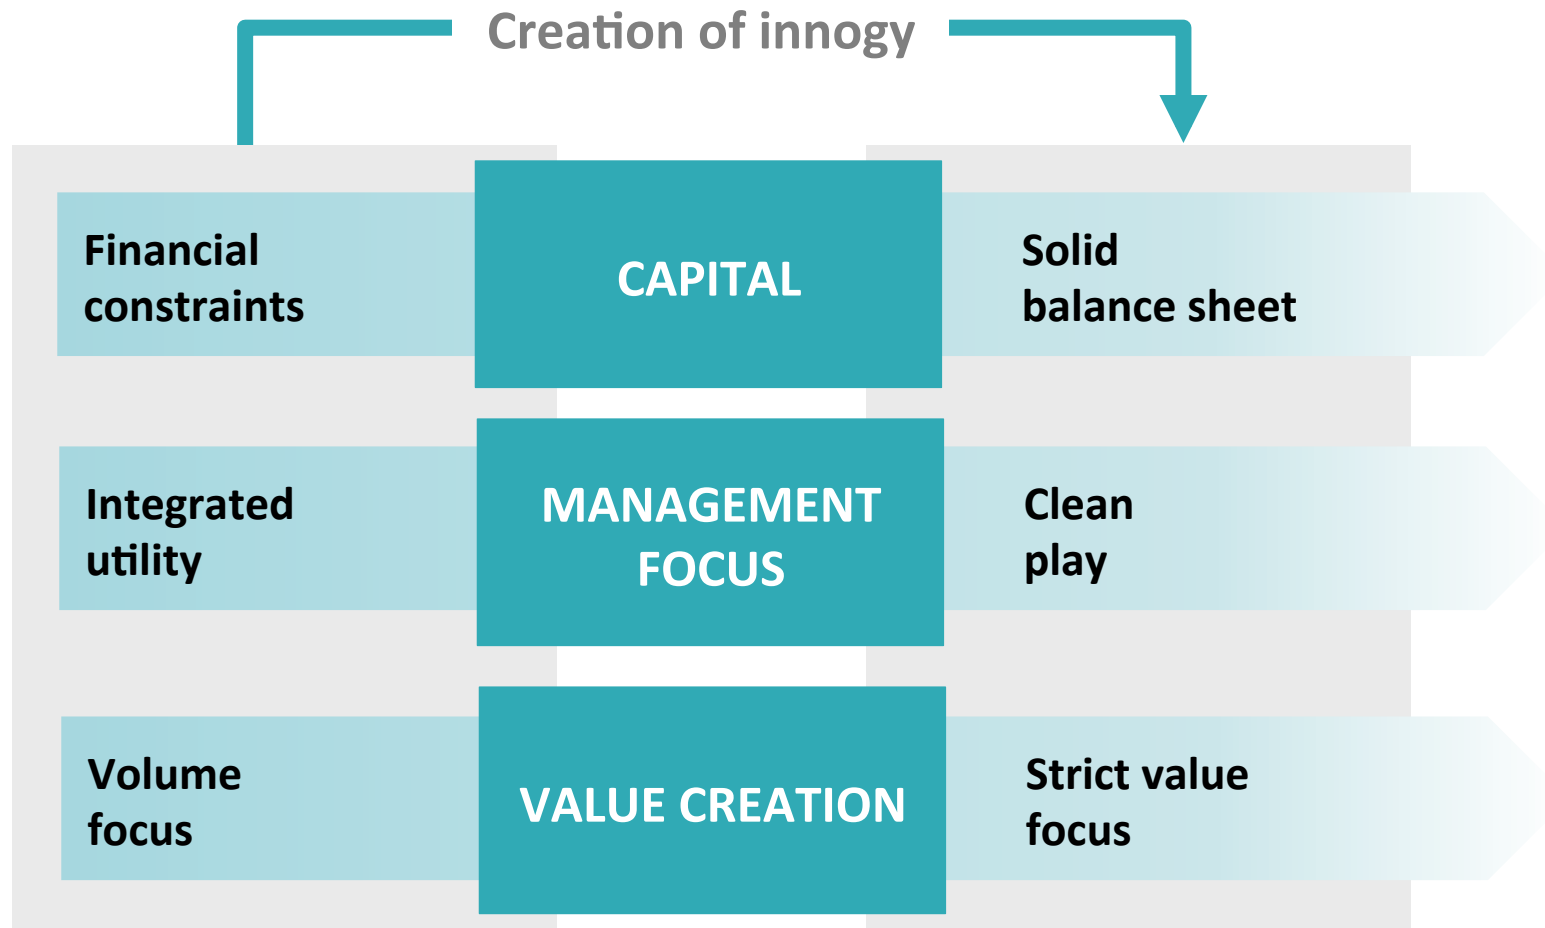 Creation of innogy
Financial
constraints
CAPITAL
Solid
balance sheet
Integrated
utility
MANAGEMENT
FOCUS
Clean
play
Volume
focus
VALUE CREATION
Strict value
focus